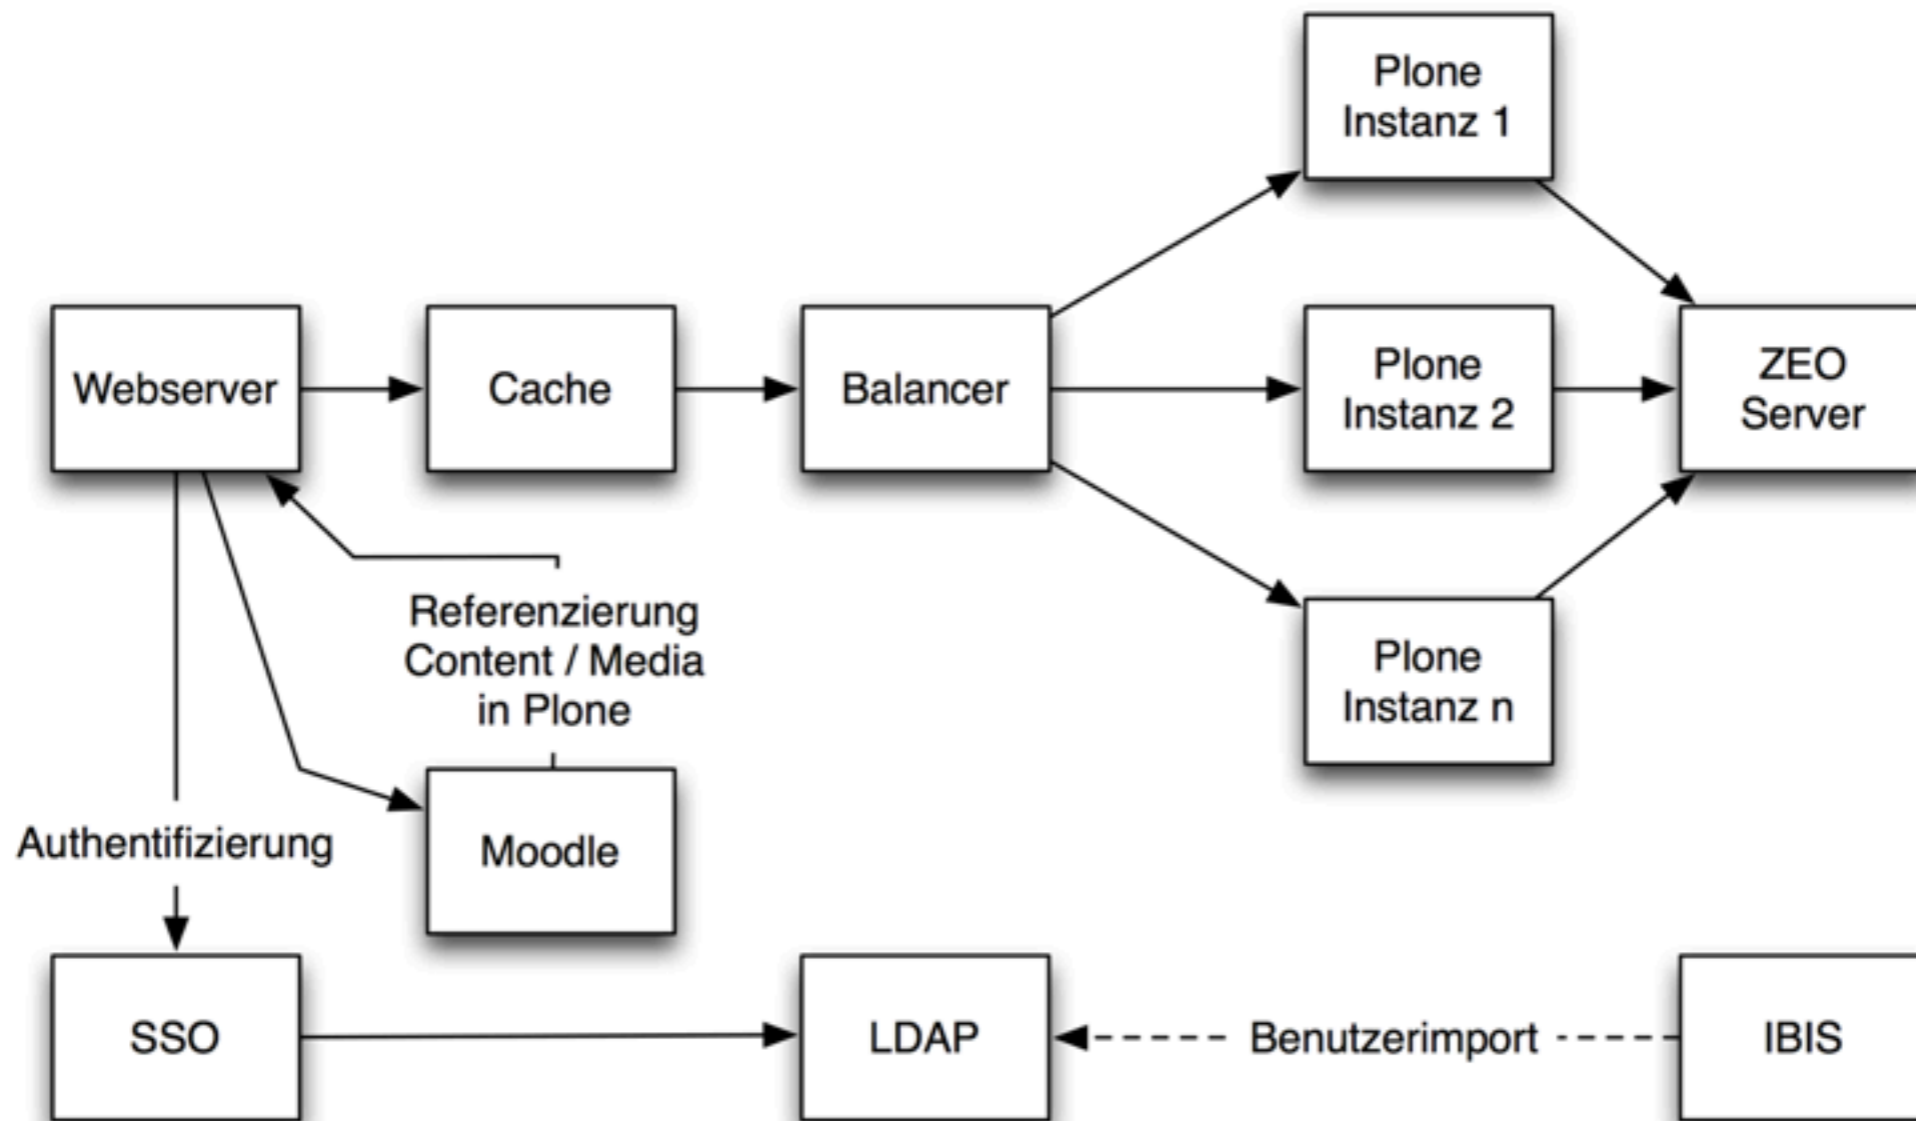 Plone
Instanz 1
Webserver
Cache
Balancer
Plone
Instanz 2
ZEO
Server
Referenzierung
Content / Media
in Plone
Plone
Instanz n
Authentifizierung
Moodle
SSO
LDAP
Benutzerimport
IBIS